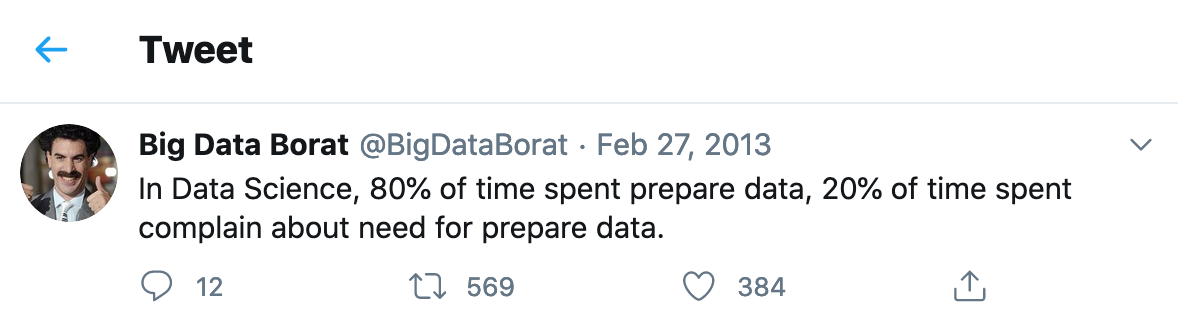 Tweet
Big Data Borat @BigDataBorat · Feb 27, 2013
In Data Science, 80% of time spent prepare data, 20% of time spent
complain about need for prepare data.
12 569 384